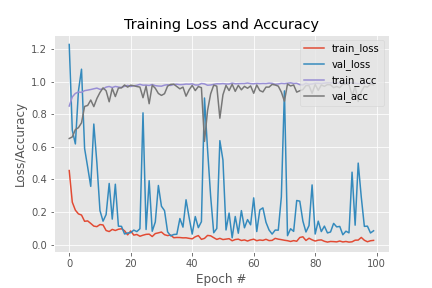 Training Loss and Accuracy
Loss/Accuracy
1.2
1.0
0.8
0.6
0.4
0.2
0.0
train_loss
val_loss
train_acc
val_acc
0 20 40 60 80 100
Epoch #